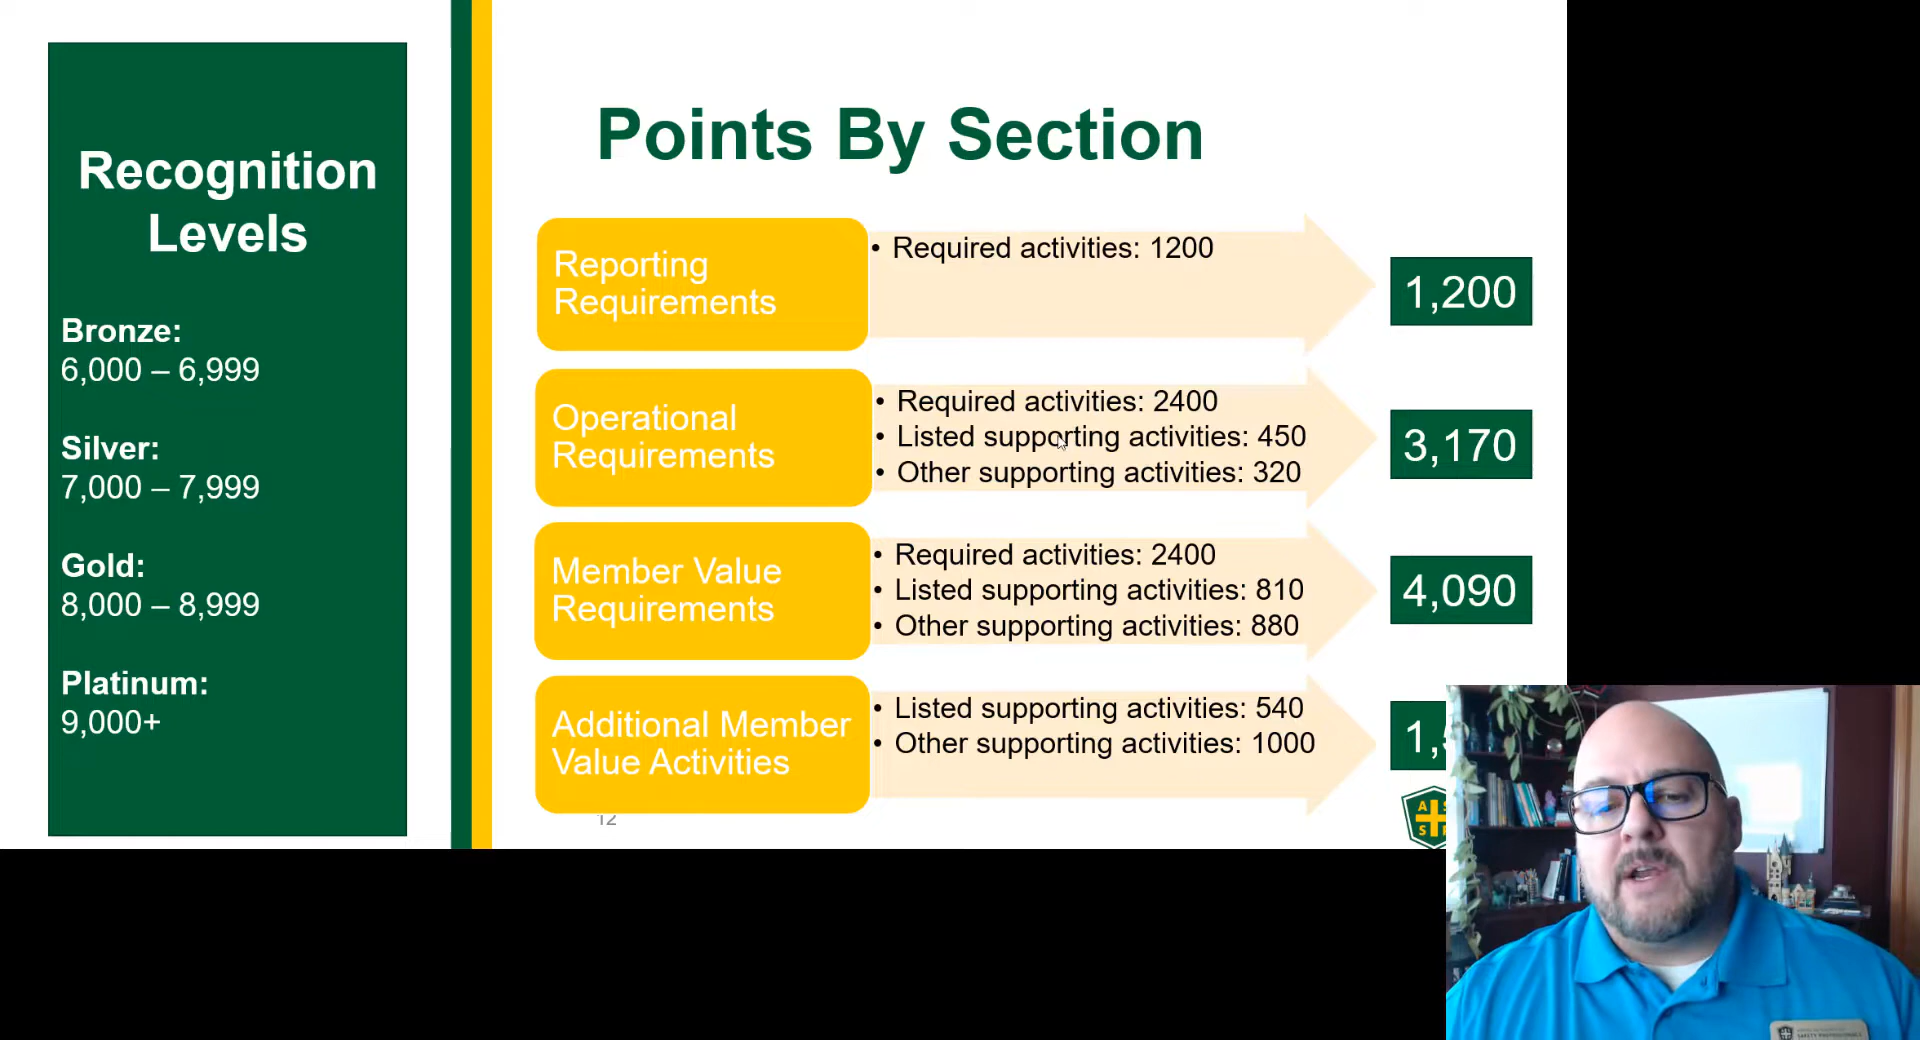 Recognition
Levels
Bronze:
6,000 – 6,999
Silver:
7,000 – 7,999
Gold:
8,000 – 8,999
Platinum:
9,000+
Points By Section
Reporting
Requirements
• Required activities: 1200
1,200
Operational
Requirements
• Required activities: 2400
• Listed supporting activities: 450
• Other supporting activities: 320
3,170
Member Value
Requirements
• Required activities: 2400
• Listed supporting activities: 810
• Other supporting activities: 880
4,090
Additional Member
Value Activities
• Listed supporting activities: 540
• Other supporting activities: 1000
12
A S
S P